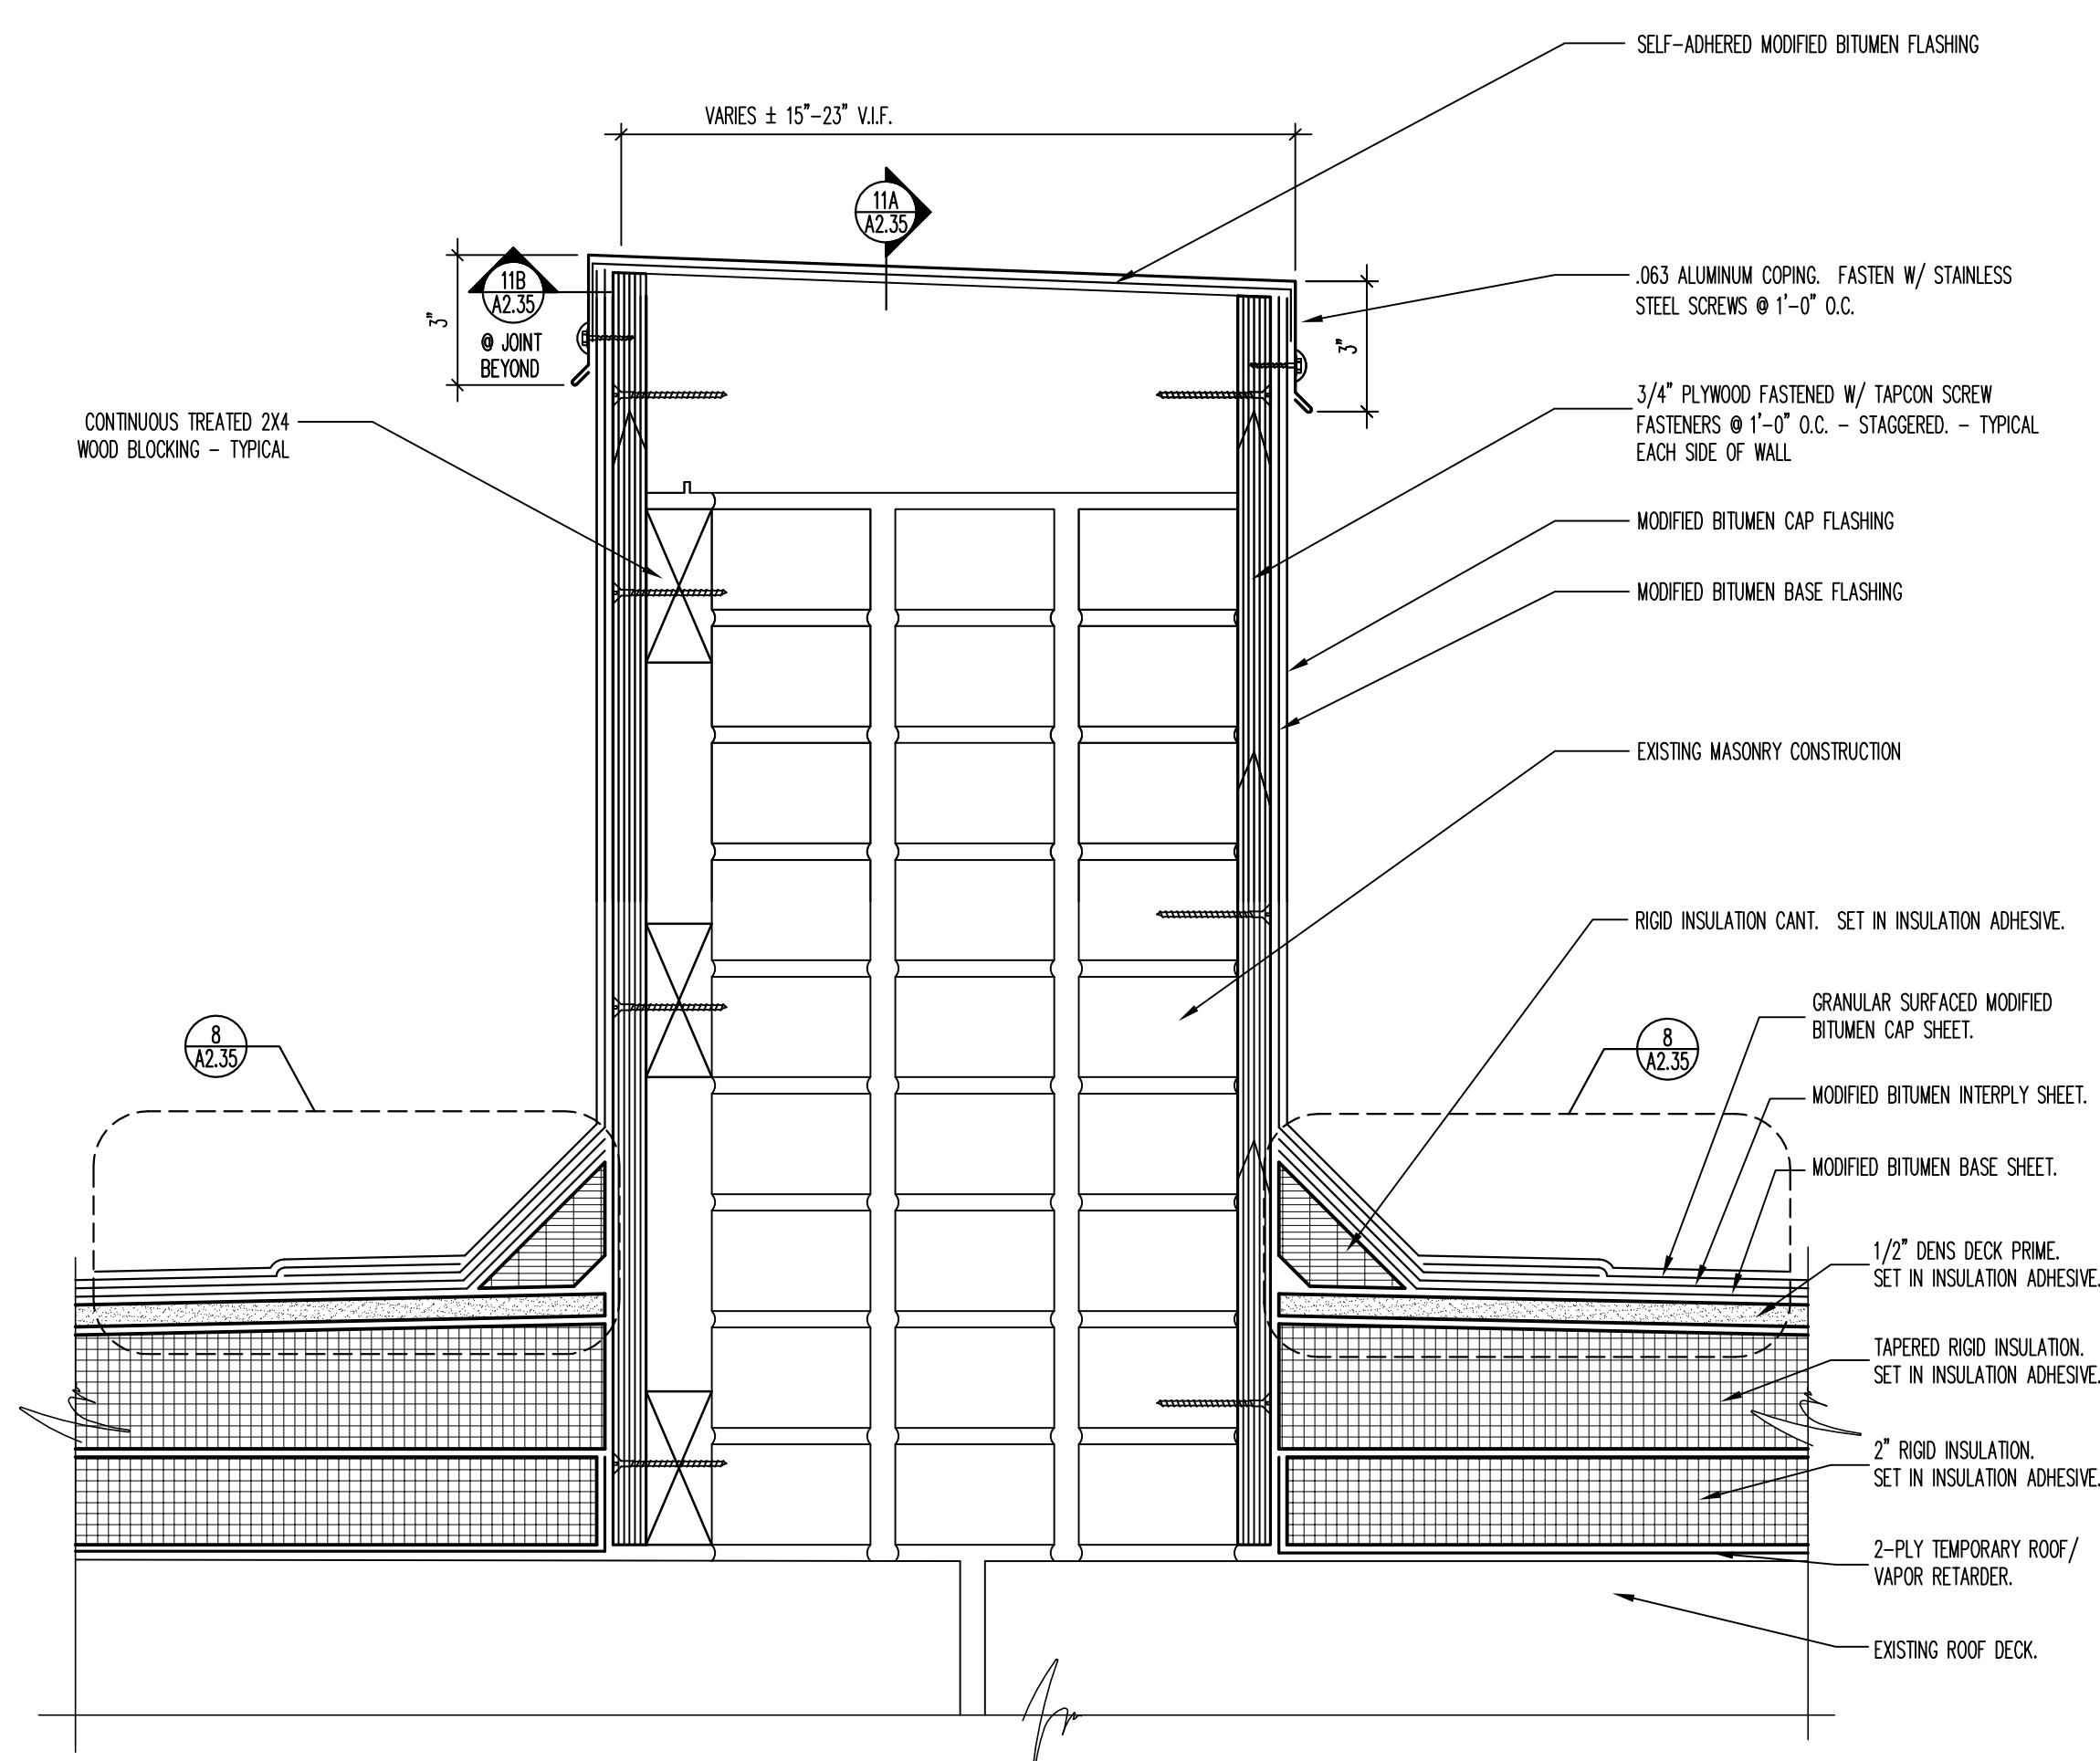 SELF-ADHERED MODIFIED BITUMEN FLASHING
VARIES ± 15"-23" V.I.F.
11A
A2.35
11B
A2.35
@ JOINT
BEYOND
3"
3"
.063 ALUMINUM COPING. FASTEN W/ STAINLESS
STEEL SCREWS @ 1'-0" O.C.
3/4" PLYWOOD FASTENED W/ TAPCON SCREW
FASTENERS @ 1'-0" O.C. - STAGGERED. - TYPICAL
EACH SIDE OF WALL
CONTINUOUS TREATED 2X4
WOOD BLOCKING - TYPICAL
MODIFIED BITUMEN CAP FLASHING
MODIFIED BITUMEN BASE FLASHING
EXISTING MASONRY CONSTRUCTION
RIGID INSULATION CANT. SET IN INSULATION ADHESIVE.
8
A2.35
8
A2.35
GRANULAR SURFACED MODIFIED
BITUMEN CAP SHEET.
MODIFIED BITUMEN INTERPLY SHEET.
MODIFIED BITUMEN BASE SHEET.
1/2" DENS DECK PRIME.
SET IN INSULATION ADHESIVE.
TAPERED RIGID INSULATION.
SET IN INSULATION ADHESIVE.
2" RIGID INSULATION.
SET IN INSULATION ADHESIVE.
2-PLY TEMPORARY ROOF/
VAPOR RETARDER.
EXISTING ROOF DECK.